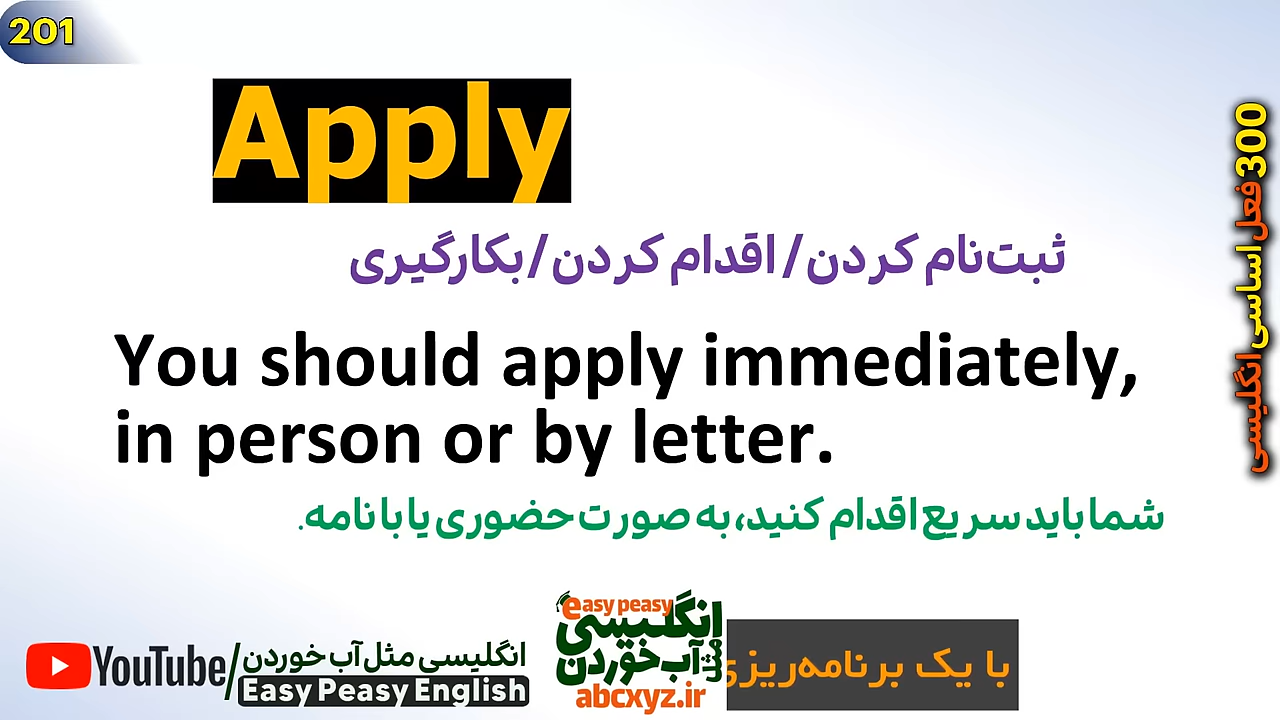 201
Apply
ثبت‌نام کردن/ اقدام کردن/بکارگیری
You should apply immediately,
in person or by letter.
شما باید سریع اقدام کنید، به صورت حضوری یا با نامه.
300 فعل اساسی انگلیسی
YouTube/انگلیسی مثل آب خوردن
Easy Peasy English
easy peasy
انگلیسی
مثل آب خوردن
abcxyz.ir
با یک برنامه‌ریزی